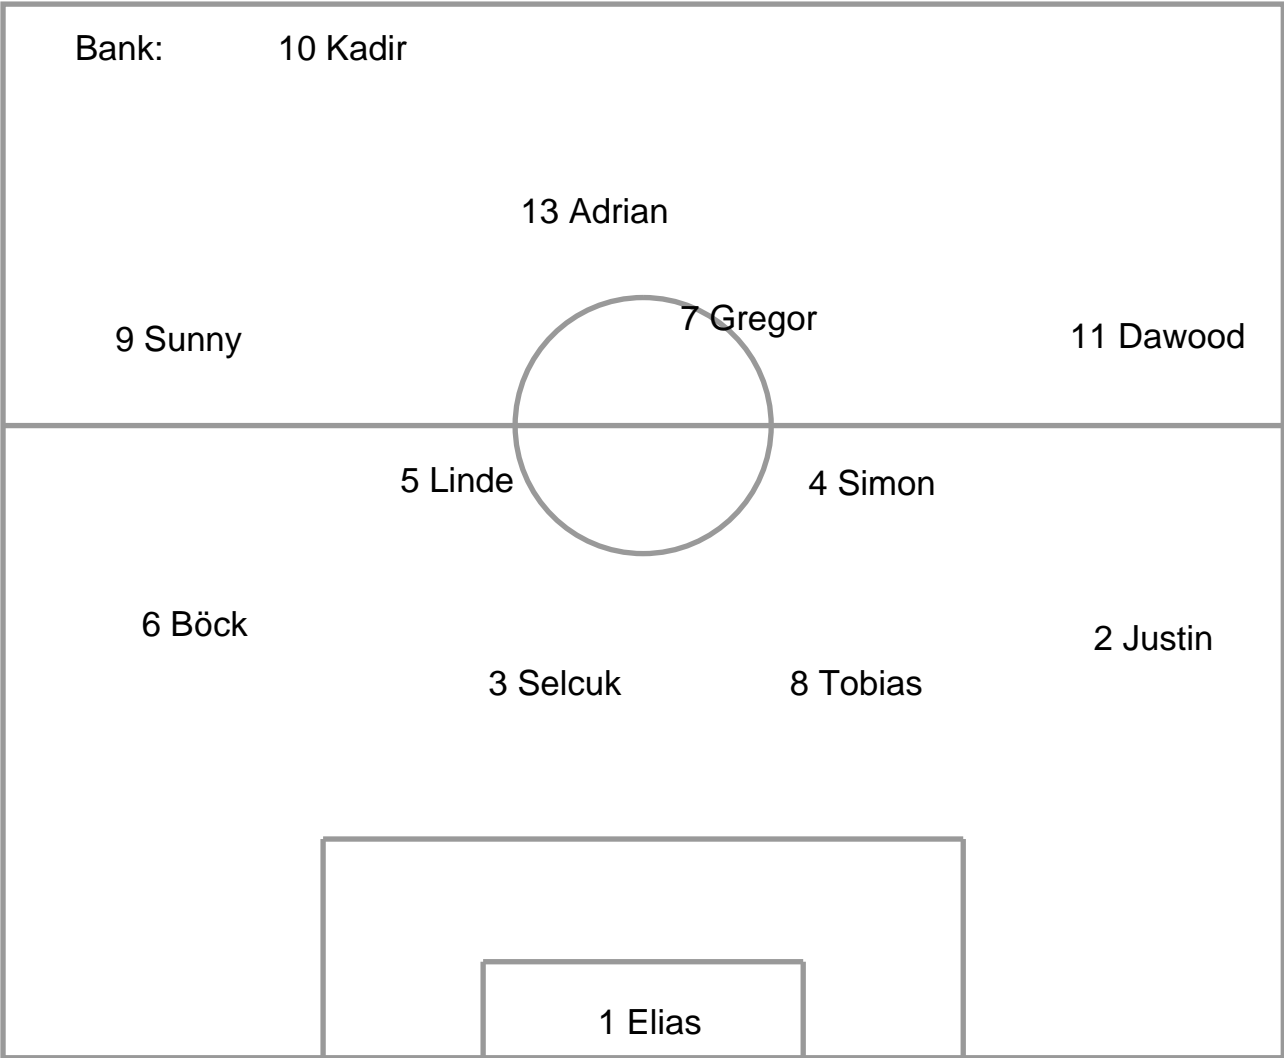 Bank: 10 Kadir
13 Adrian
7 Gregor
9 Sunny
11 Dawood
5 Linde
4 Simon
6 Böck
2 Justin
3 Selcuk
8 Tobias
1 Elias